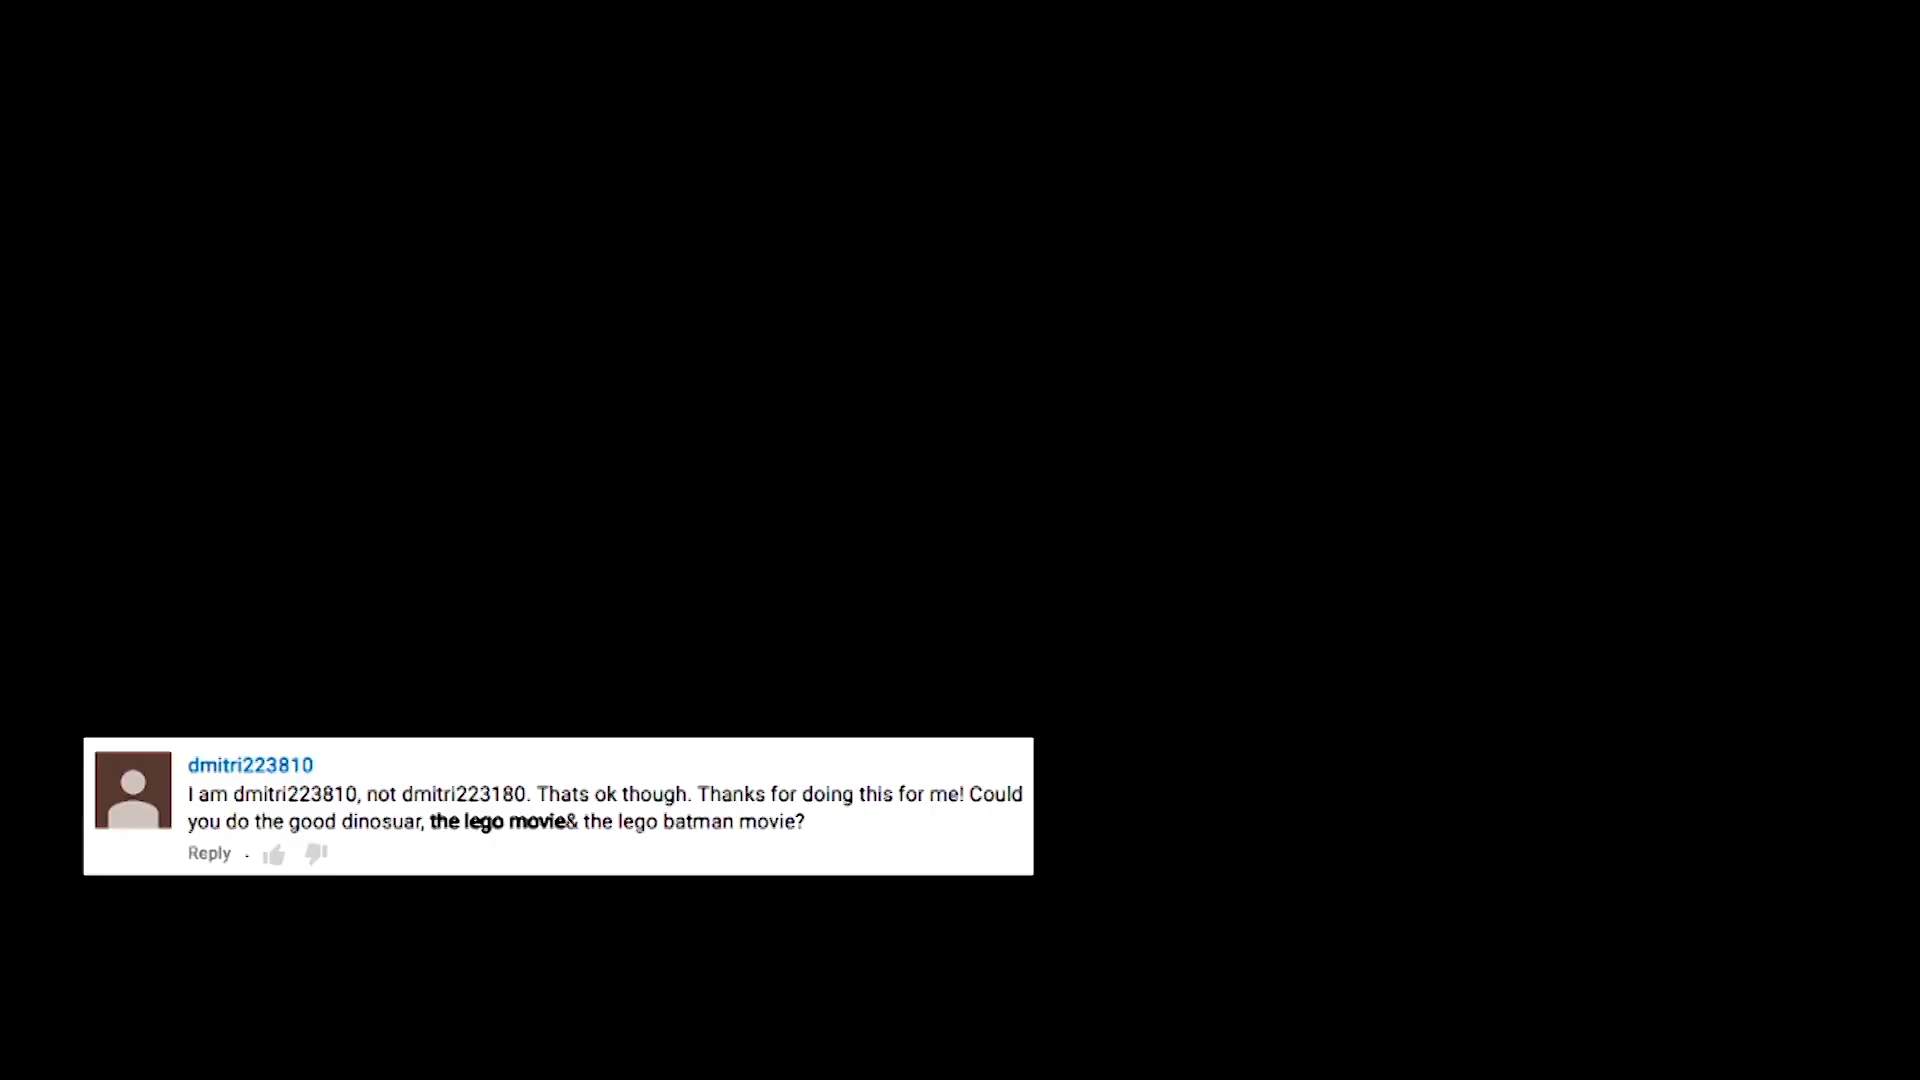 dmitri223810
I am dmitri223810, not dmitri223180. Thats ok though. Thanks for doing this for me! Could
you do the good dinosuar, the lego movie& the lego batman movie?
Reply .